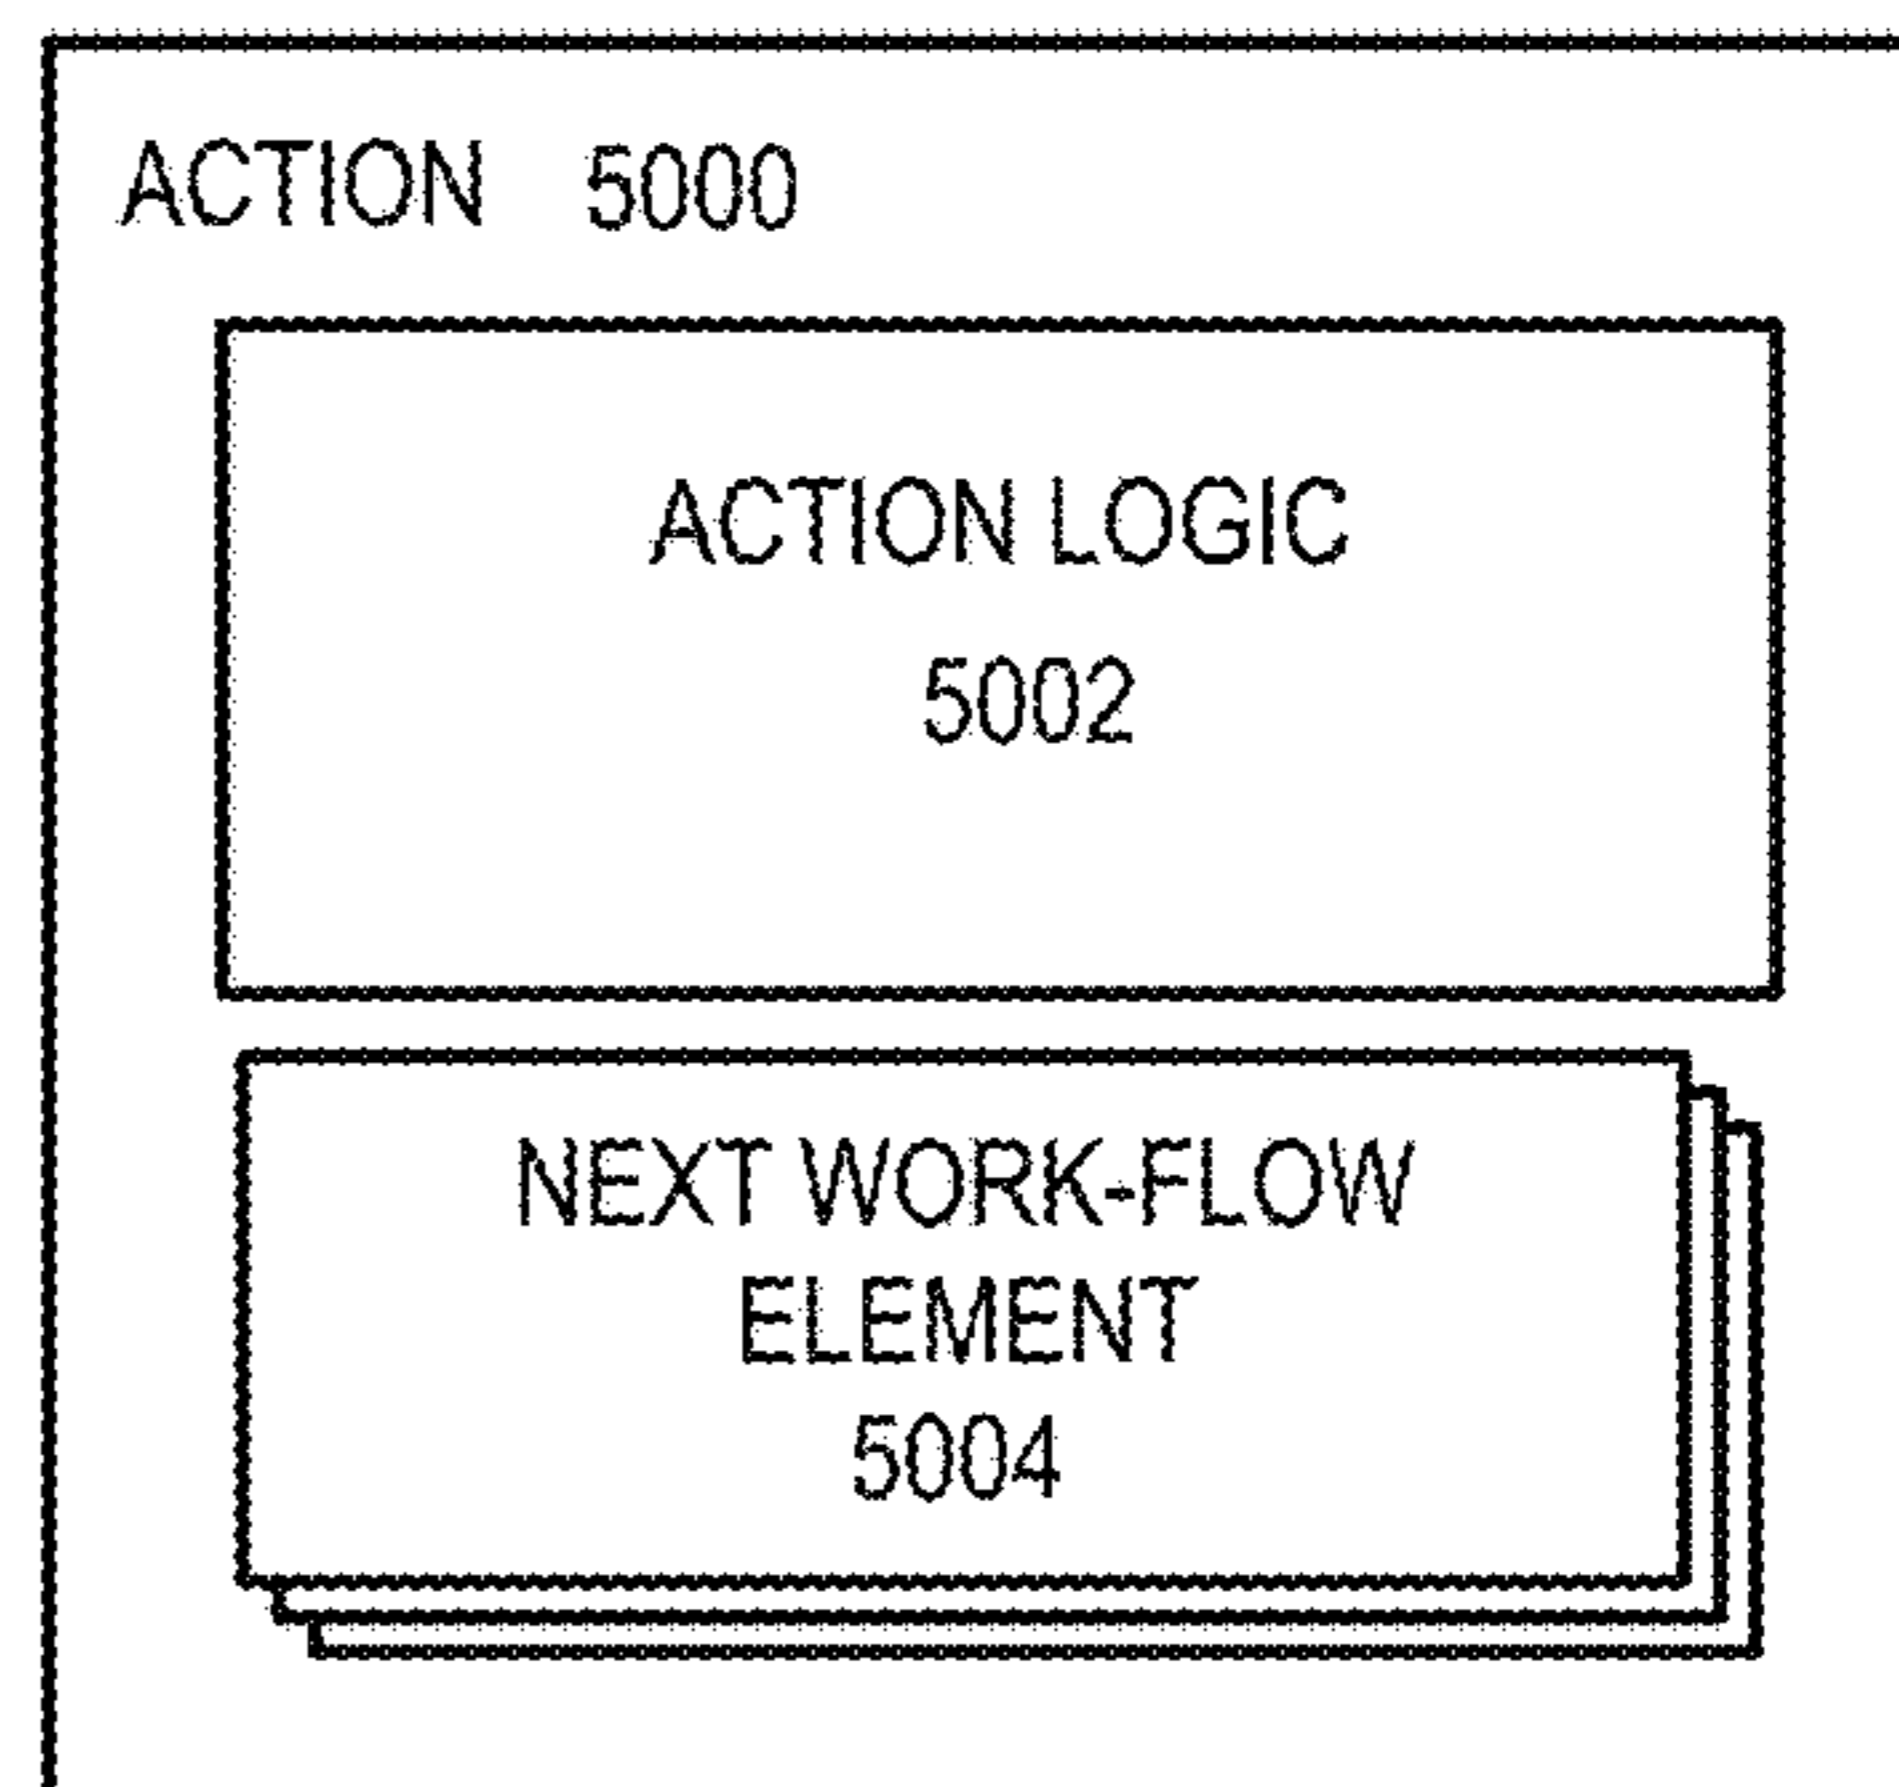 ACTION 5000
ACTION LOGIC
5002
NEXT WORK-FLOW
ELEMENT
5004